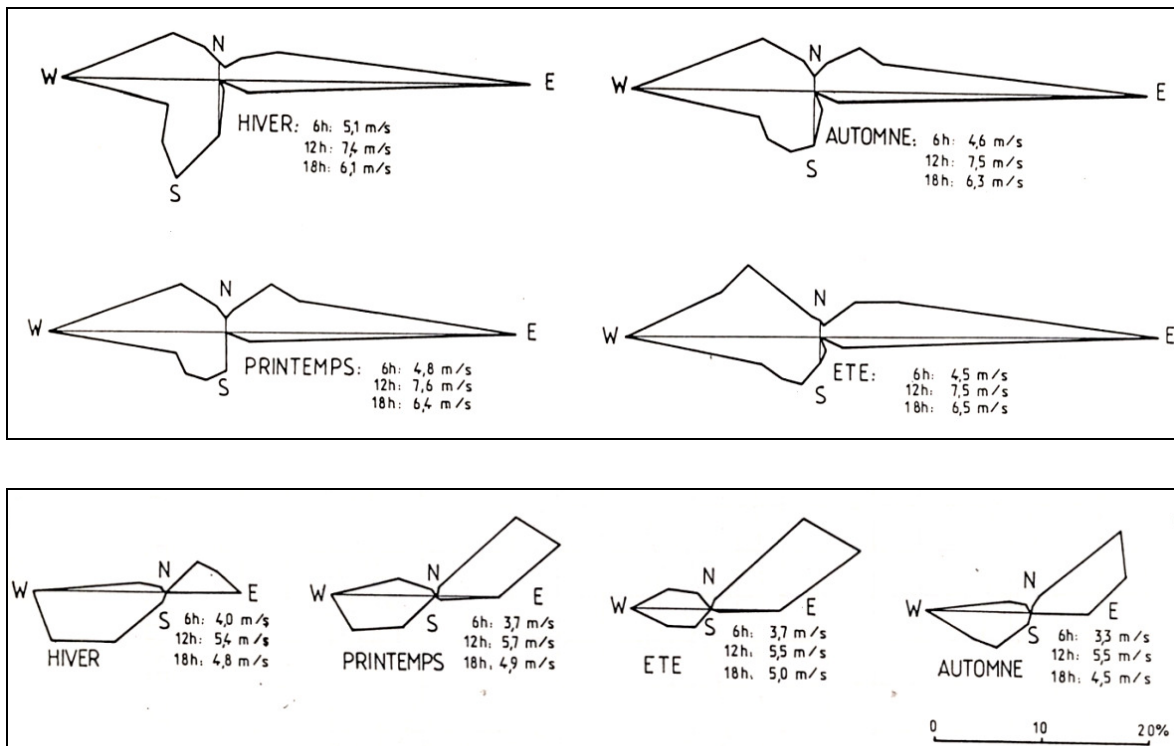 N
W
E
HIVER: 6h: 5,1 m/s
12h: 7,4 m/s
18h: 6,1 m/s
S
N
W
E
AUTOMNE: 6h: 4,6 m/s
12h: 7,5 m/s
18h: 6,3 m/s
S
N
W
E
PRINTEMPS: 6h: 4,8 m/s
12h: 7,6 m/s
18h: 6,4 m/s
S
N
W
E
ETE: 6h: 4,5 m/s
12h: 7,5 m/s
18h: 6,5 m/s
S
N
W
E
S
6h: 4,0 m/s
12h: 5,4 m/s
18h: 4,8 m/s
HIVER
N
W
E
S
6h: 3,7 m/s
12h: 5,7 m/s
18h, 4,9 m/s
PRINTEMPS
N
W
E
S
6h: 3,7 m/s
12h: 5,5 m/s
18h: 5,0 m/s
ETE
N
W
E
S
6h: 3,3 m/s
12h: 5,5 m/s
18h: 4,5 m/s
AUTOMNE
0 10 20%